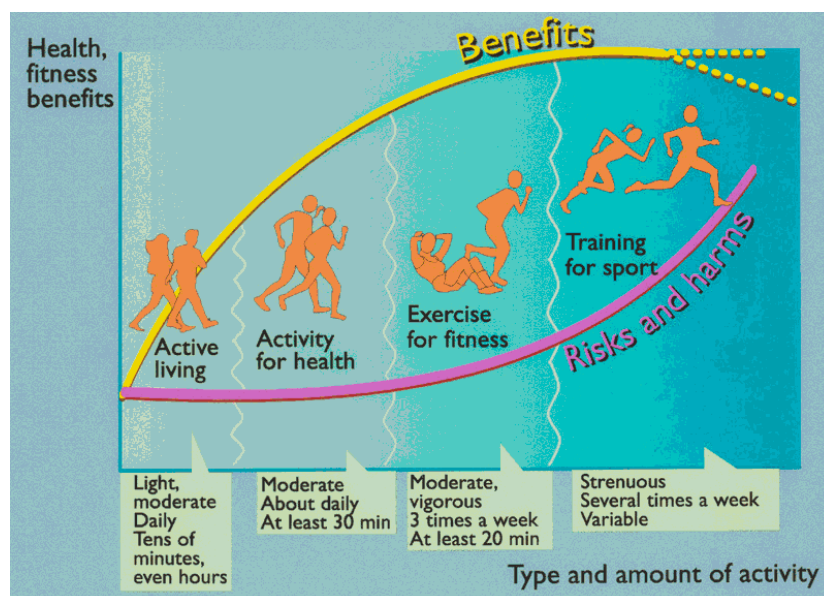 Health,
fitness
benefits
Benefits
Active
living
Activity
for health
Exercise
for fitness
Training
for sport
Risks and harms
Light,
moderate
Daily
Tens of
minutes,
even hours
Moderate
About daily
At least 30 min
Moderate,
vigorous
3 times a week
At least 20 min
Strenuous
Several times a week
Variable
Type and amount of activity